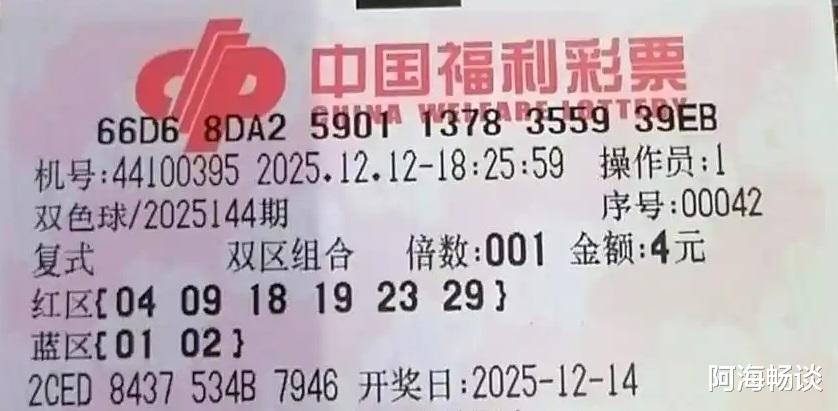 中国福利彩票
CHINA WELFARE LOTTERY
66D6 8DA2 5901 1378 3559 39EB
机号:44100395 2025.12.12-18:25:59 操作员:1
双色球/2025144期 序号:00042
复式 双区组合 倍数:001 金额:4元
红区{04 09 18 19 23 29}
蓝区{01 02}
2CED 8437 534B 7946 开奖日:2025-12-14
阿海畅谈